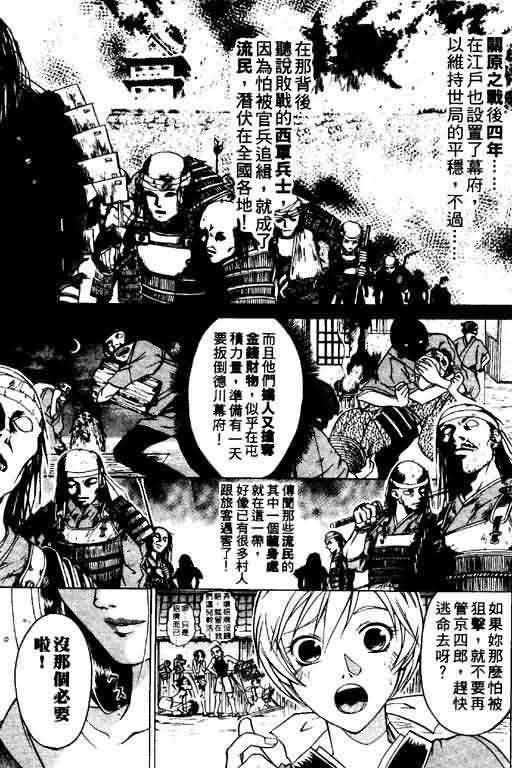 關原之戰後四年……
在江戶也設置了幕府，
以維持世局的平穩，不過……
在那背後
聽說敗戰的西軍兵士，
因為怕被官兵追緝，就成了
流民，潛伏在全國各地！
而且他們擄人又搶奪
金錢財物，似乎在屯
積力量，準備有一天
要扳倒德川幕府！
傳聞那些流民的
其中一個藏身處
就在這一帶，
好像已有很多村人
跟旅客遇害了！
如果妳那麼怕被
狙擊，就不要再
管京四郎，趕快
逃命去呀？
沒那個必要
啦！